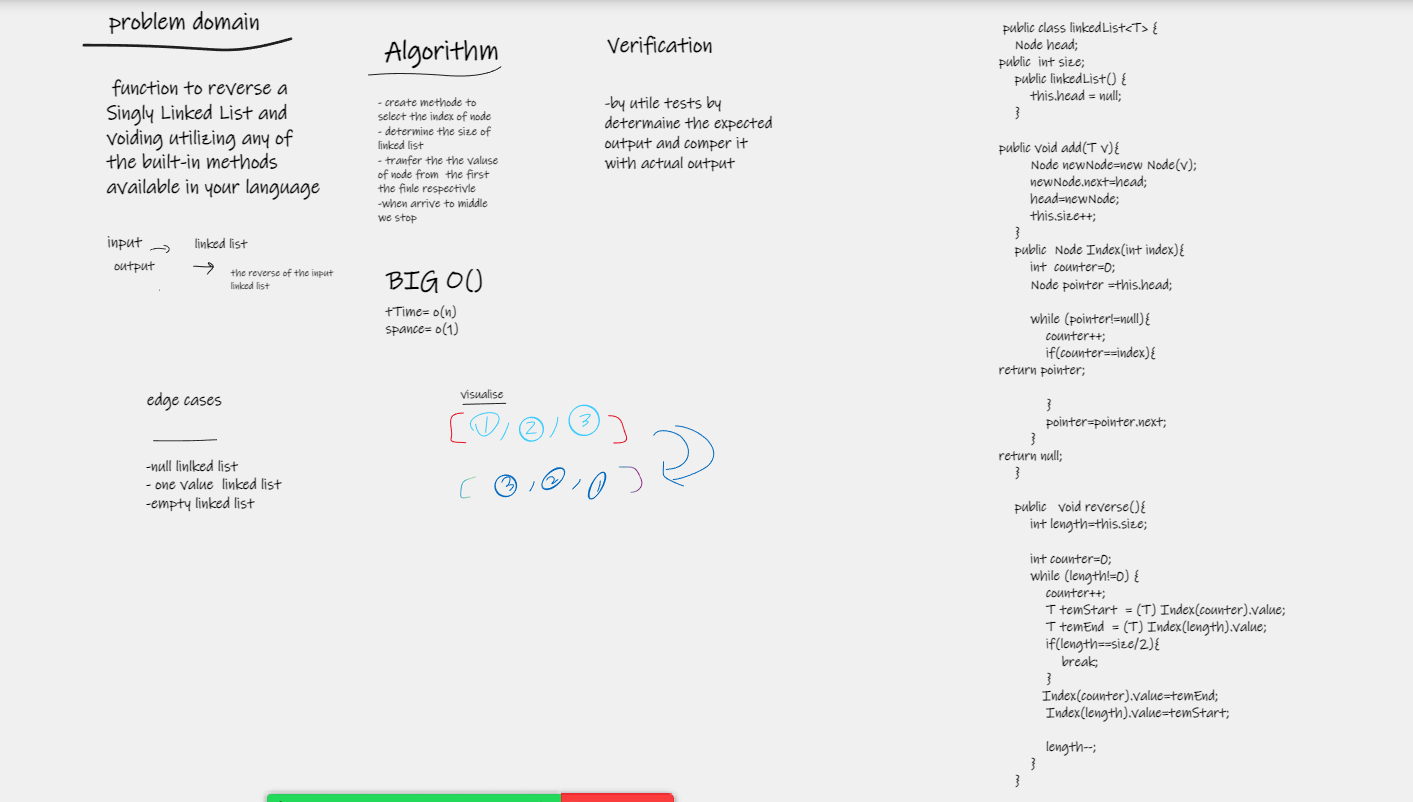 problem domain
function to reverse a
Singly Linked List and
voiding utilizing any of
the built-in methods
available in your language
input
linked list
output
the reverse of the input
linked list
edge cases
-null linlked list
- one value linked list
-empty linked list
Algorithm
- create methode to
select the index of node
- determine the size of
linked list
- tranfer the the valuse
of node from the first
the finle respectivle
-when arrive to middle
we stop
BIG O()
tTime= o(n)
spance= o(1)
visualise
[ 1, 2, 3 ]
[ 3, 2, 1 ]
Verification
-by utile tests by
determaine the expected
output and comper it
with actual output
public class linkedList<T> {
Node head;
public int size;
public linkedList() {
this.head = null;
}
public void add(T v){
Node newNode=new Node(v);
newNode.next=head;
head=newNode;
this.size++;
}
public Node Index(int index){
int counter=0;
Node pointer =this.head;
while (pointer!=null){
counter++;
if(counter==index){
return pointer;
}
pointer=pointer.next;
}
return null;
}
public void reverse(){
int length=this.size;
int counter=0;
while (length!=0) {
counter++;
T temStart = (T) Index(counter).value;
T temEnd = (T) Index(length).value;
if(length==size/2){
break;
}
Index(counter).value=temEnd;
Index(length).value=temStart;
length--;
}
}